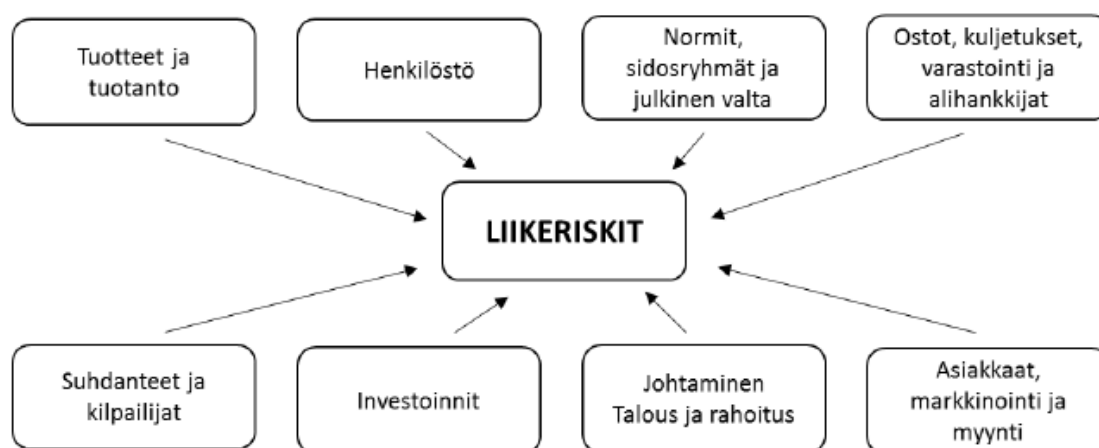 Tuotteet ja
tuotanto
Henkilöstö
Normit,
sidosryhmät ja
julkinen valta
Ostot, kuljetukset,
varastointi ja
alihankkijat
LIIKERISKIT
Suhdanteet ja
kilpailijat
Investoinnit
Johtaminen
Talous ja rahoitus
Asiakkaat,
markkinointi ja
myynti